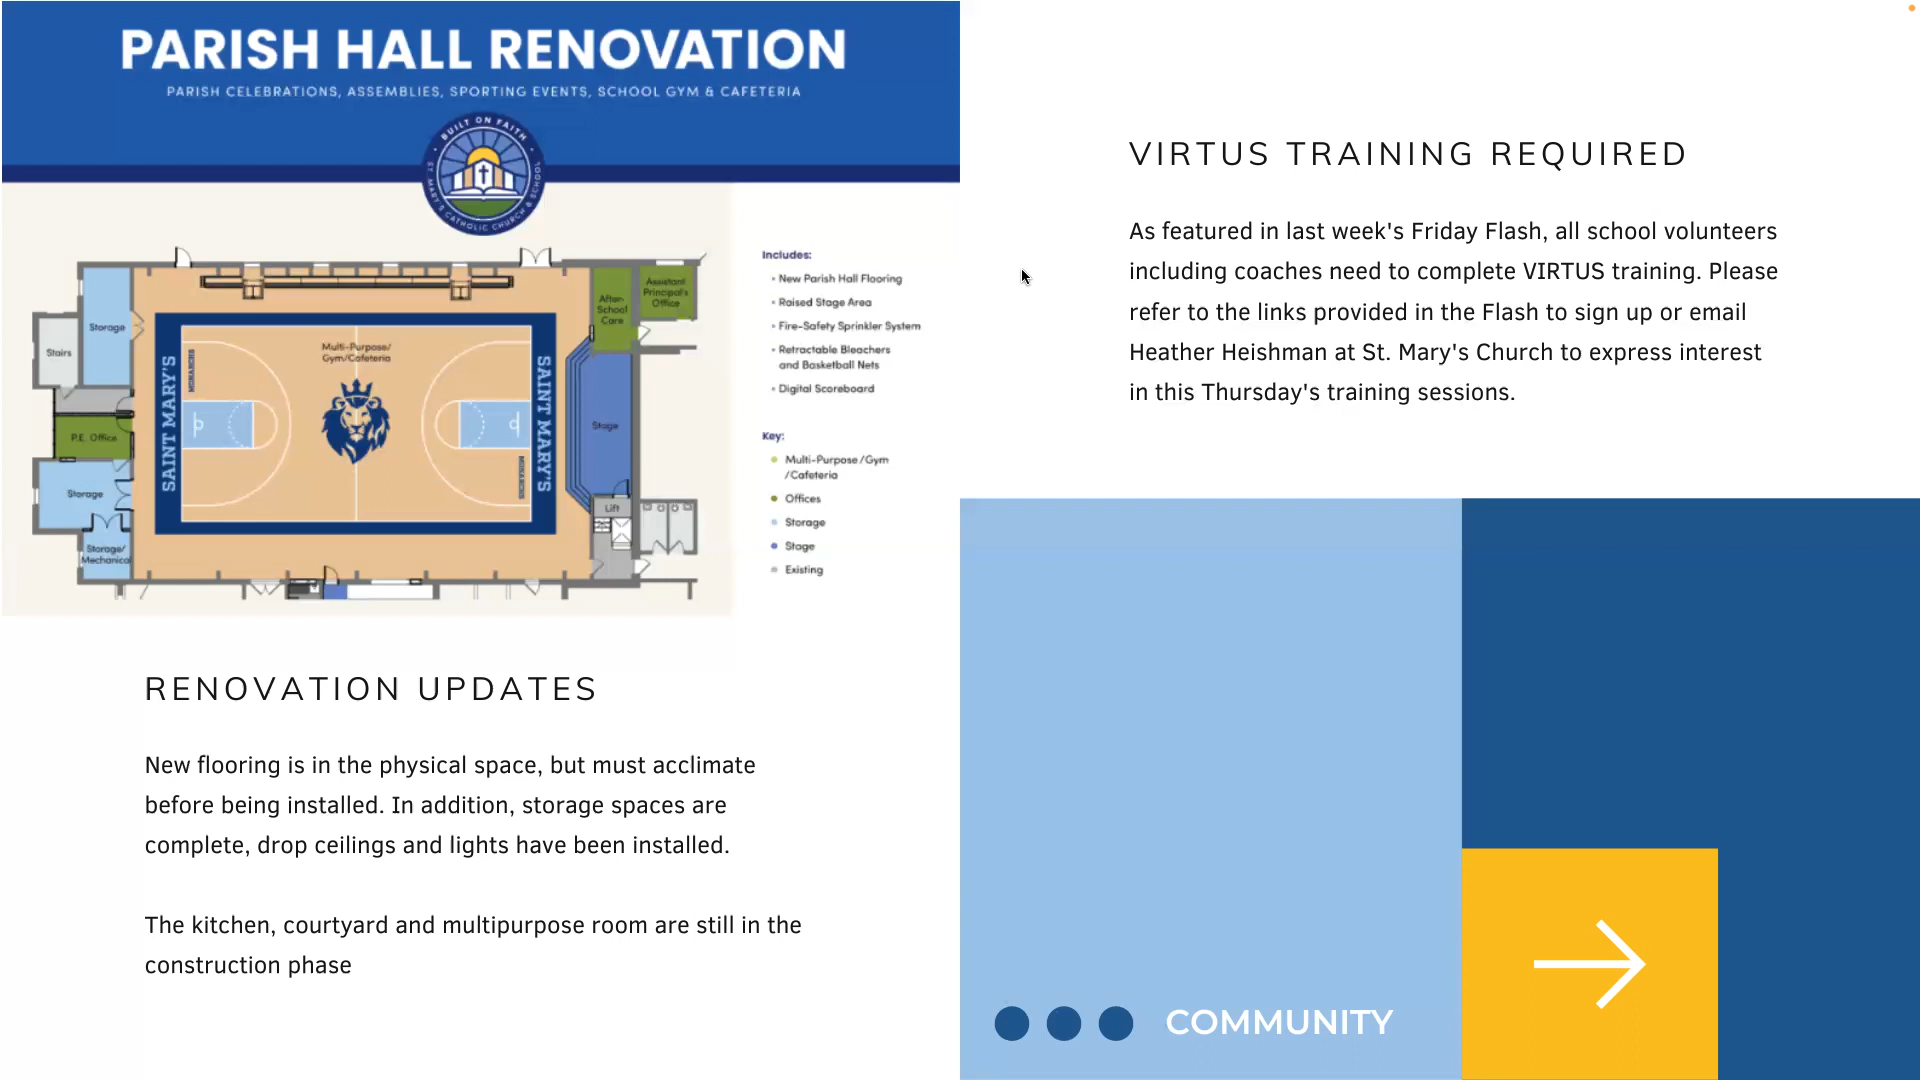 PARISH HALL RENOVATION
PARISH CELEBRATIONS, ASSEMBLIES, SPORTING EVENTS, SCHOOL GYM & CAFETERIA
BUILT ON FAITH
ST. MARY'S CATHOLIC CHURCH & SCHOOL
Storage
Stairs
P.E. Office
Storage
Storage/
Mechanical
SAINT MARY'S
MONARCHS
Multi-Purpose/
Gym/Cafeteria
MONARCHS
SAINT MARY'S
After-
School
Care
Assistant
Principal's
Office
Stage
Lift
Includes:
• New Parish Hall Flooring
• Raised Stage Area
• Fire-Safety Sprinkler System
• Retractable Bleachers
and Basketball Nets
• Digital Scoreboard
Key:
Multi-Purpose/Gym
/Cafeteria
Offices
Storage
Stage
Existing
RENOVATION UPDATES
New flooring is in the physical space, but must acclimate
before being installed. In addition, storage spaces are
complete, drop ceilings and lights have been installed.
The kitchen, courtyard and multipurpose room are still in the
construction phase
VIRTUS TRAINING REQUIRED
As featured in last week's Friday Flash, all school volunteers
including coaches need to complete VIRTUS training. Please
refer to the links provided in the Flash to sign up or email
Heather Heishman at St. Mary's Church to express interest
in this Thursday's training sessions.
COMMUNITY